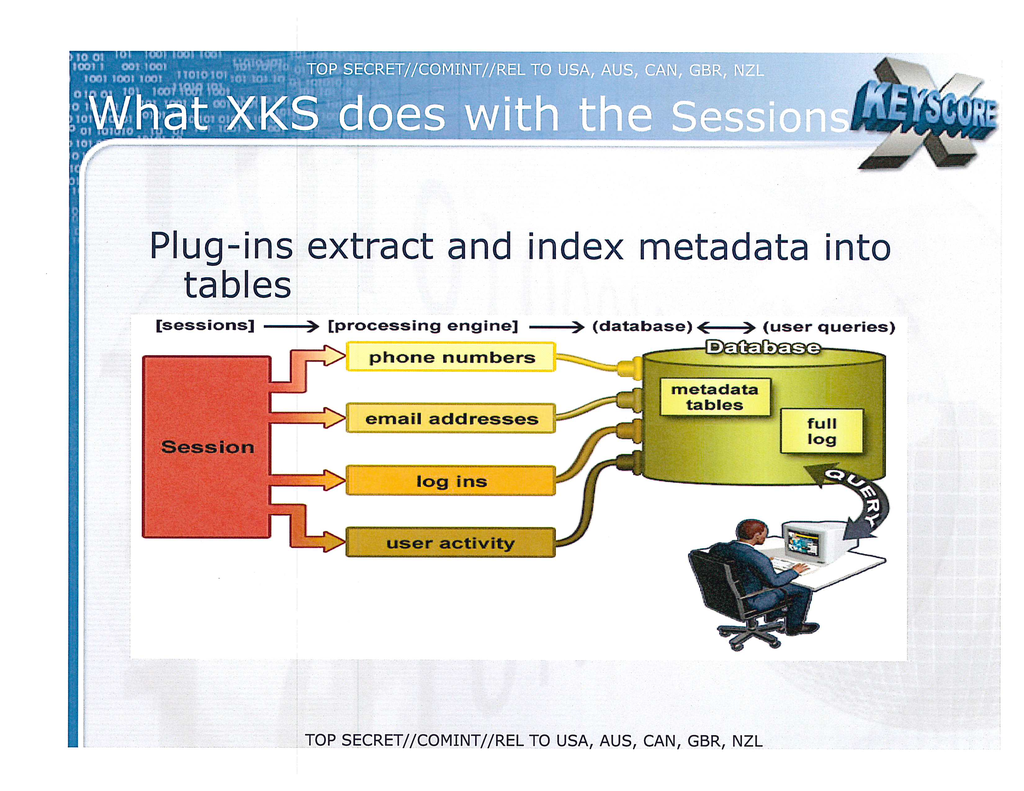 TOP SECRET//COMINT//REL TO USA, AUS, CAN, GBR, NZL
What XKS does with the Sessions
X KEYSCORE
Plug-ins extract and index metadata into
tables
[sessions] ⟶ [processing engine] ⟶ (database) ⟷ (user queries)
Database
phone numbers
metadata
tables
email addresses
full
log
Session
log ins
QUERY
user activity
TOP SECRET//COMINT//REL TO USA, AUS, CAN, GBR, NZL